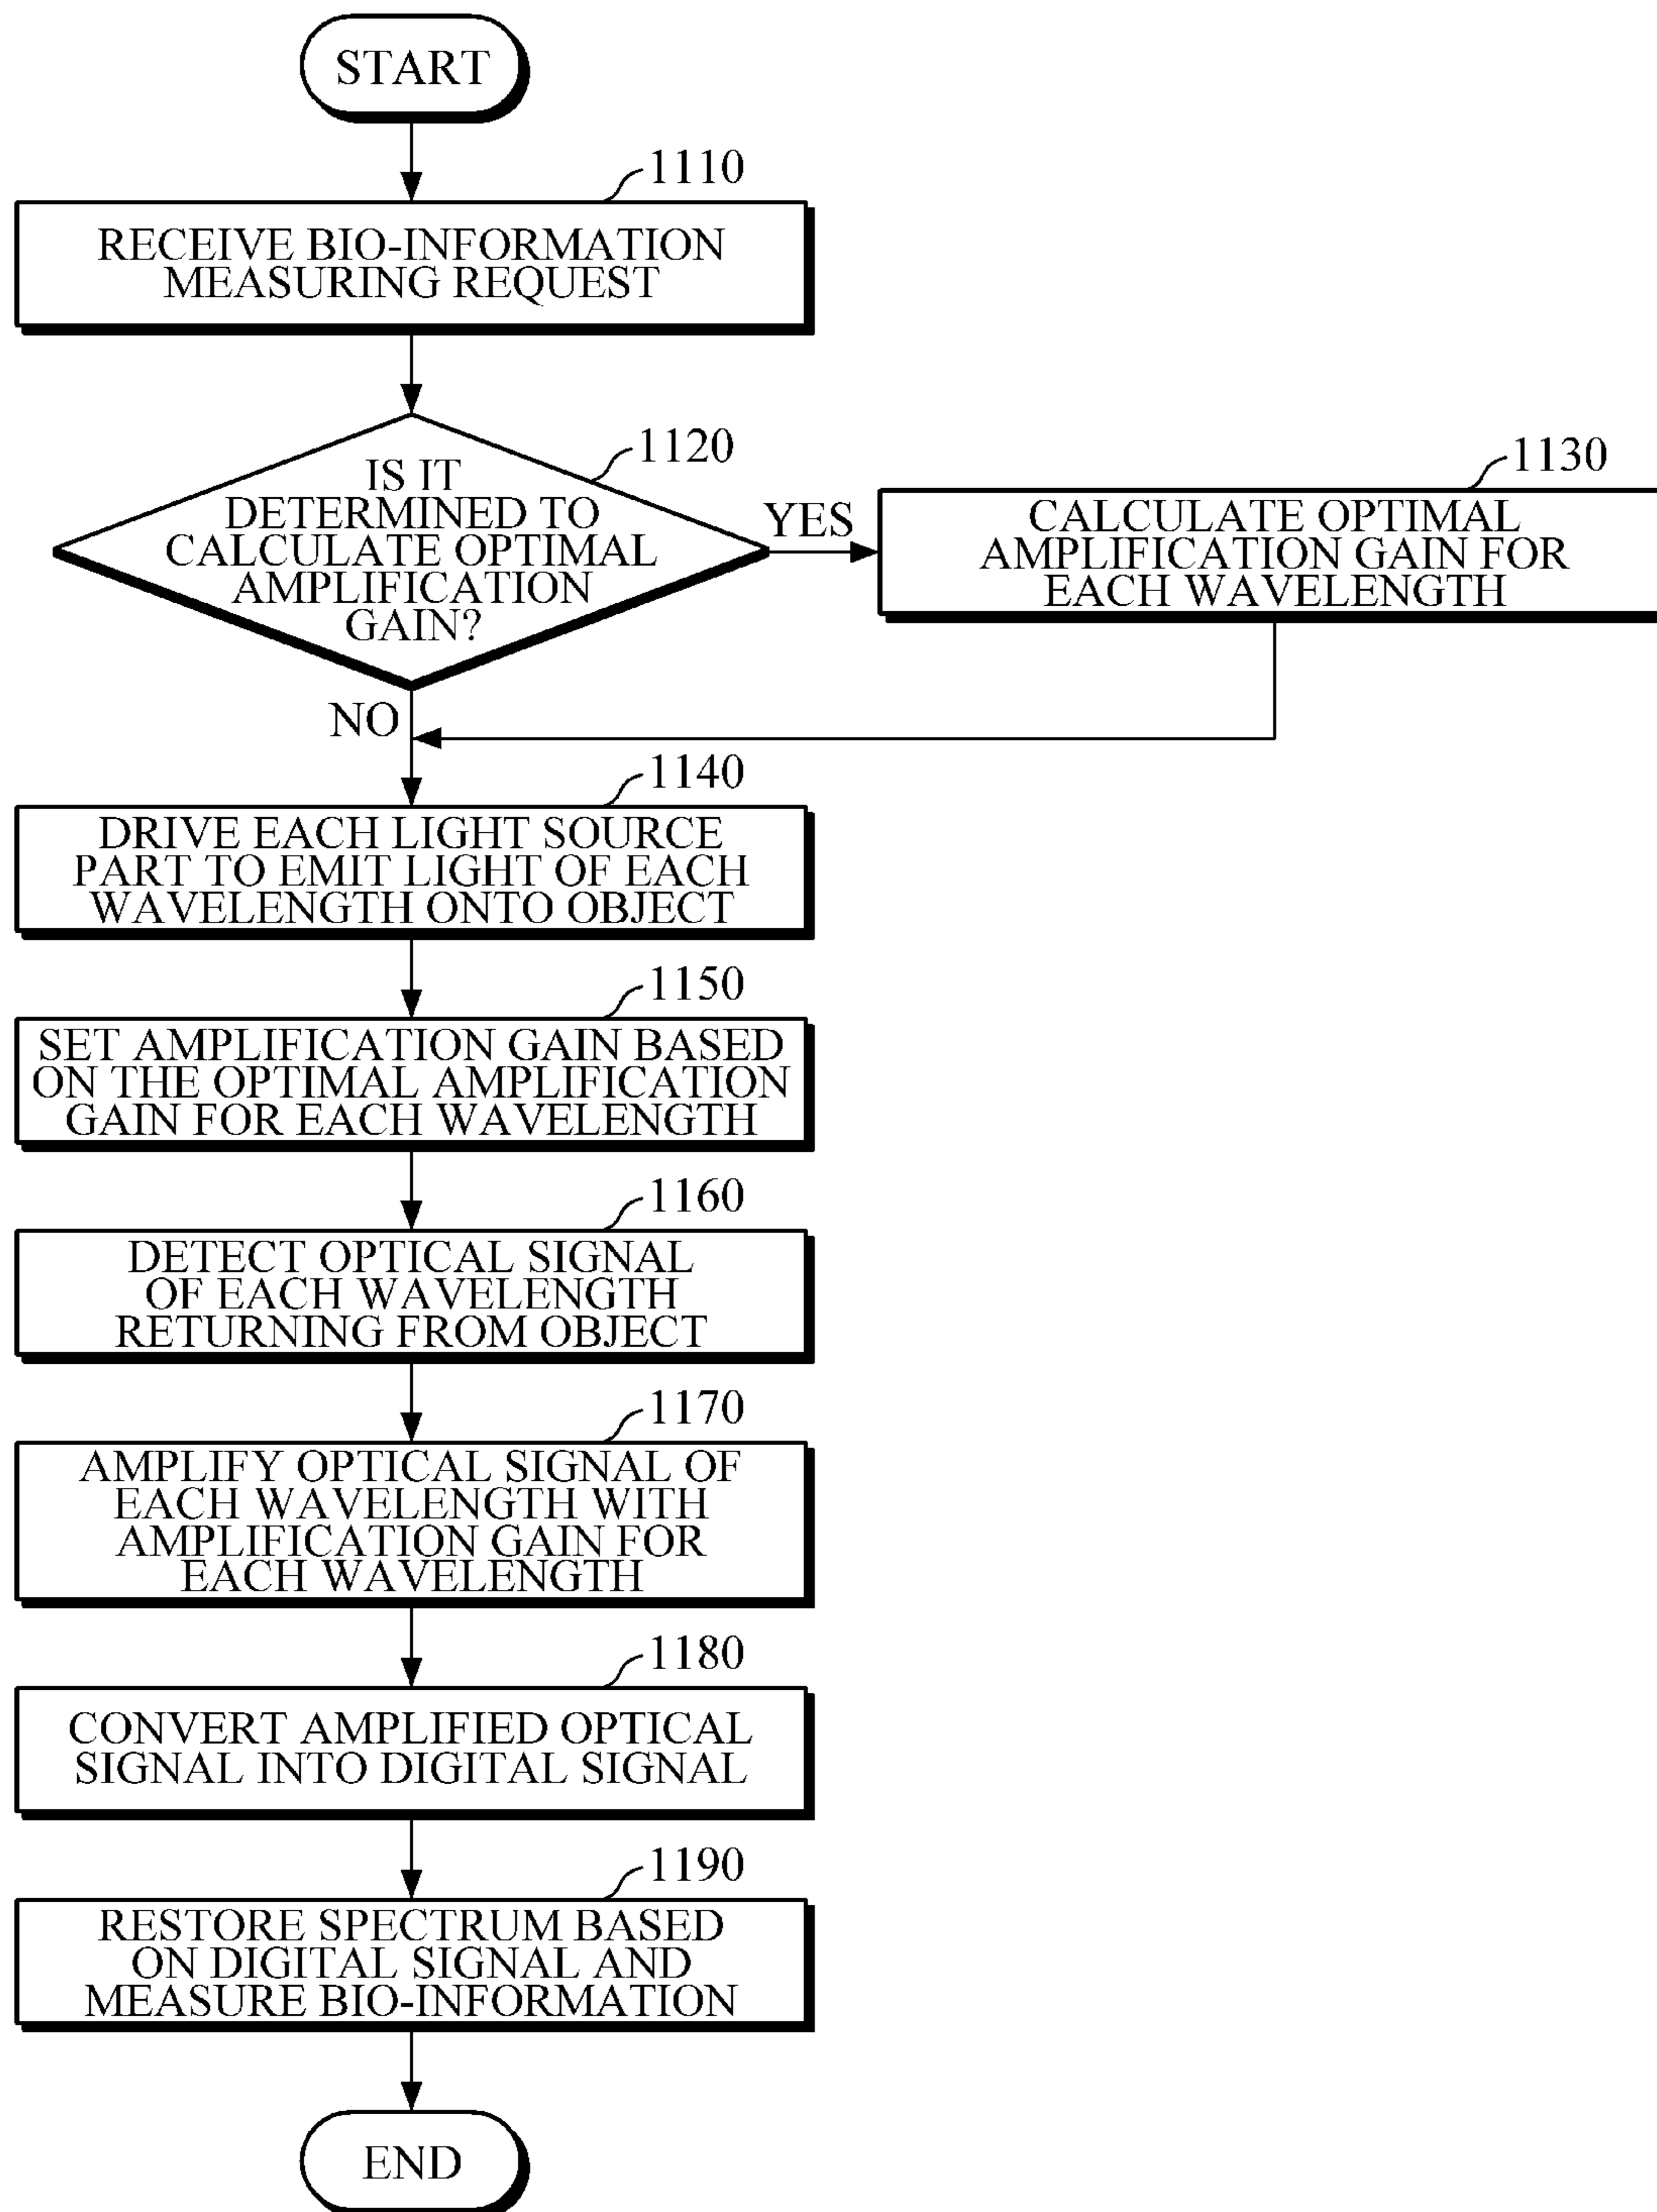 START
1110
RECEIVE BIO-INFORMATION
MEASURING REQUEST
1120
IS IT
DETERMINED TO
CALCULATE OPTIMAL
AMPLIFICATION
GAIN?
YES
1130
CALCULATE OPTIMAL
AMPLIFICATION GAIN FOR
EACH WAVELENGTH
NO
1140
DRIVE EACH LIGHT SOURCE
PART TO EMIT LIGHT OF EACH
WAVELENGTH ONTO OBJECT
1150
SET AMPLIFICATION GAIN BASED
ON THE OPTIMAL AMPLIFICATION
GAIN FOR EACH WAVELENGTH
1160
DETECT OPTICAL SIGNAL
OF EACH WAVELENGTH
RETURNING FROM OBJECT
1170
AMPLIFY OPTICAL SIGNAL OF
EACH WAVELENGTH WITH
AMPLIFICATION GAIN FOR
EACH WAVELENGTH
1180
CONVERT AMPLIFIED OPTICAL
SIGNAL INTO DIGITAL SIGNAL
1190
RESTORE SPECTRUM BASED
ON DIGITAL SIGNAL AND
MEASURE BIO-INFORMATION
END